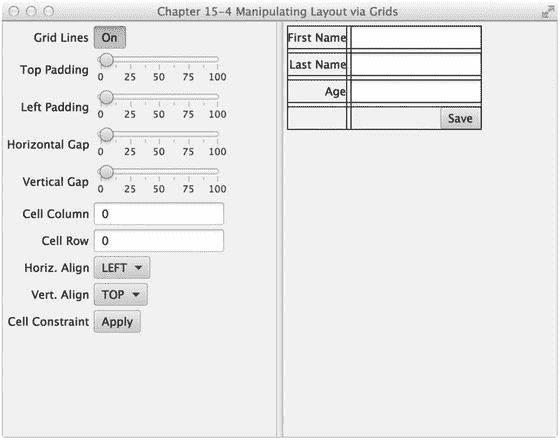 Chapter 15-4 Manipulating Layout via Grids
Grid Lines On
Top Padding
0 25 50 75 100
Left Padding
0 25 50 75 100
Horizontal Gap
0 25 50 75 100
Vertical Gap
0 25 50 75 100
Cell Column 0
Cell Row 0
Horiz. Align LEFT
Vert. Align TOP
Cell Constraint Apply
First Name
Last Name
Age
Save